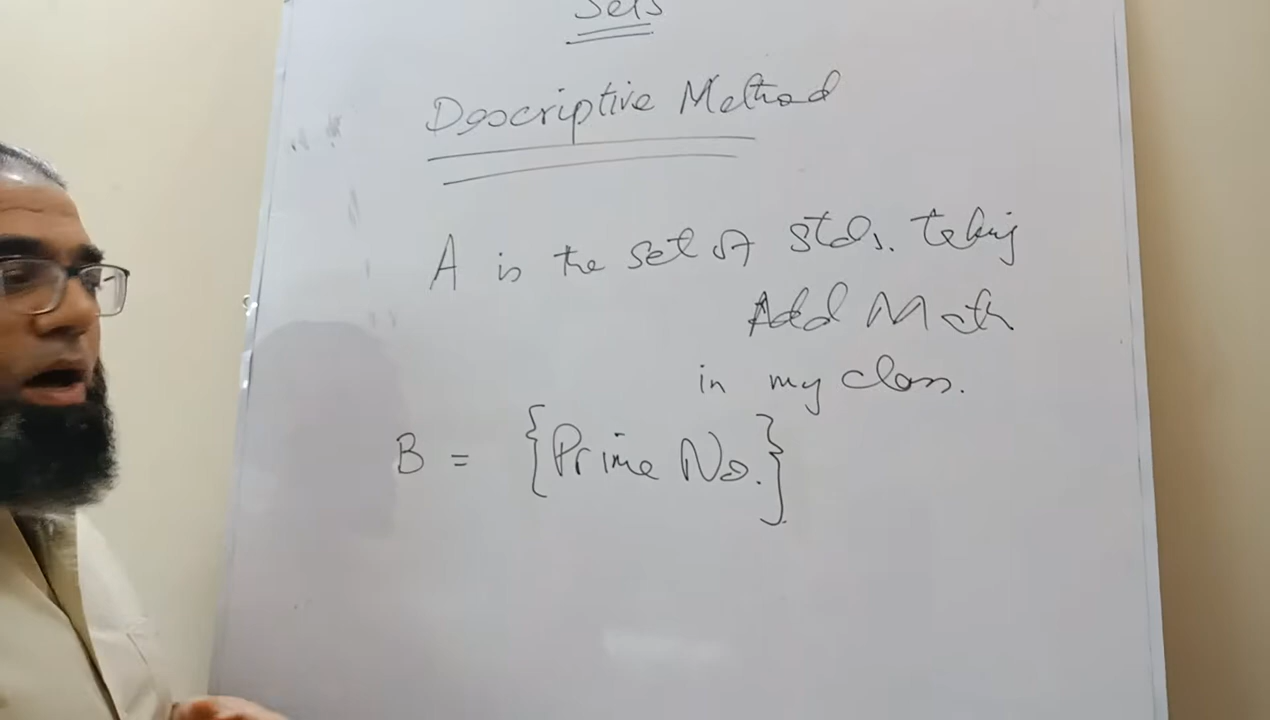 Sets
Descriptive Method
A is the set of stds. taking
Add Math
in my class.
B = {Prime No.}